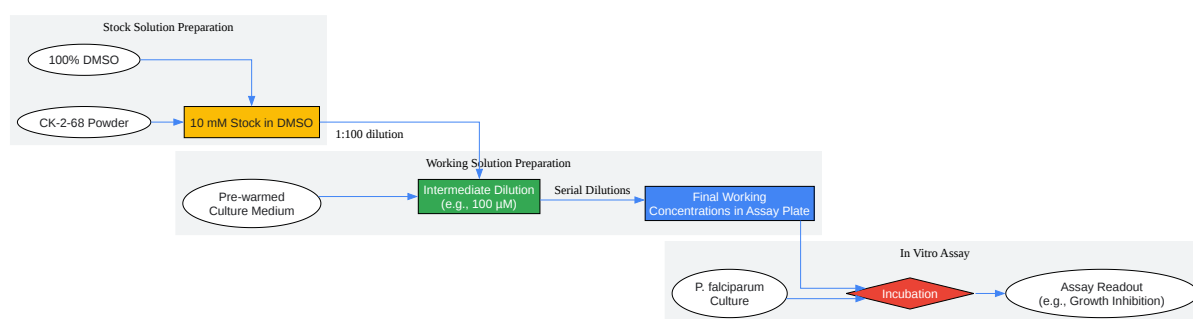 Stock Solution Preparation
100% DMSO
CK-2-68 Powder
10 mM Stock in DMSO
1:100 dilution
Working Solution Preparation
Pre-warmed
Culture Medium
Intermediate Dilution
(e.g., 100 µM)
Serial Dilutions
Final Working
Concentrations in Assay Plate
In Vitro Assay
P. falciparum
Culture
Incubation
Assay Readout
(e.g., Growth Inhibition)